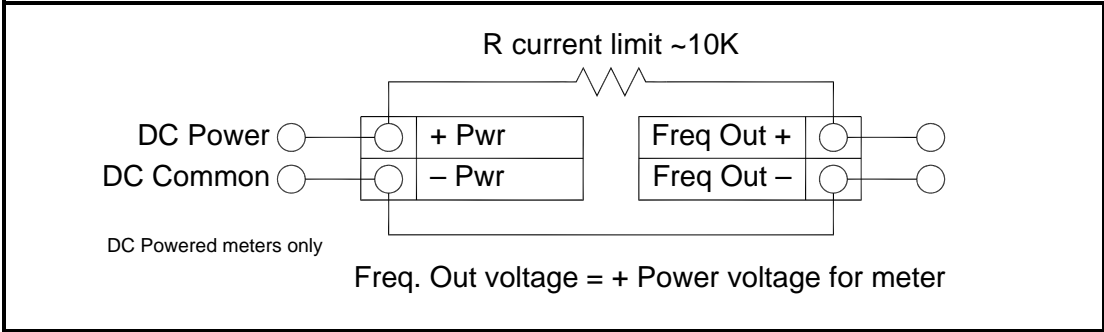 R current limit ~10K
DC Power
+ Pwr
Freq Out +
DC Common
– Pwr
Freq Out –
DC Powered meters only
Freq. Out voltage = + Power voltage for meter